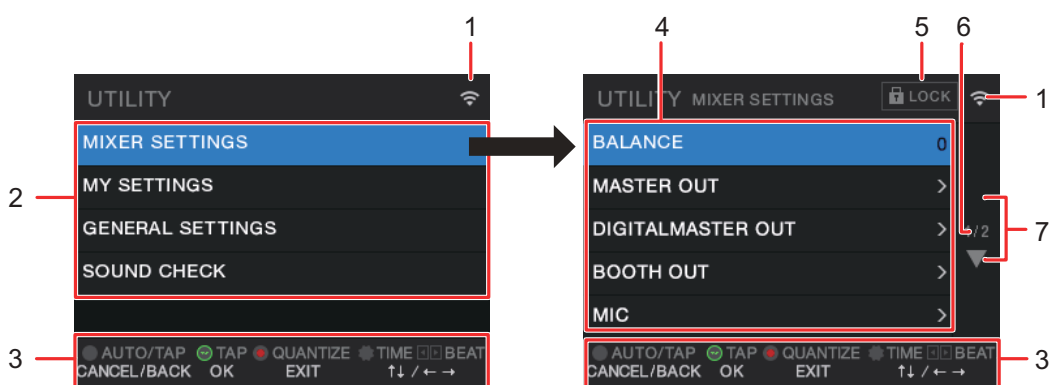 1
4
5 6
UTILITY
MIXER SETTINGS
MY SETTINGS
GENERAL SETTINGS
SOUND CHECK
2
3
AUTO/TAP TAP QUANTIZE TIME BEAT
CANCEL/BACK OK EXIT ↑↓ / ← →
UTILITY MIXER SETTINGS LOCK
1
BALANCE 0
MASTER OUT >
DIGITALMASTER OUT >
BOOTH OUT >
MIC >
/2
7
AUTO/TAP TAP QUANTIZE TIME BEAT
CANCEL/BACK OK EXIT ↑↓ / ← →
3